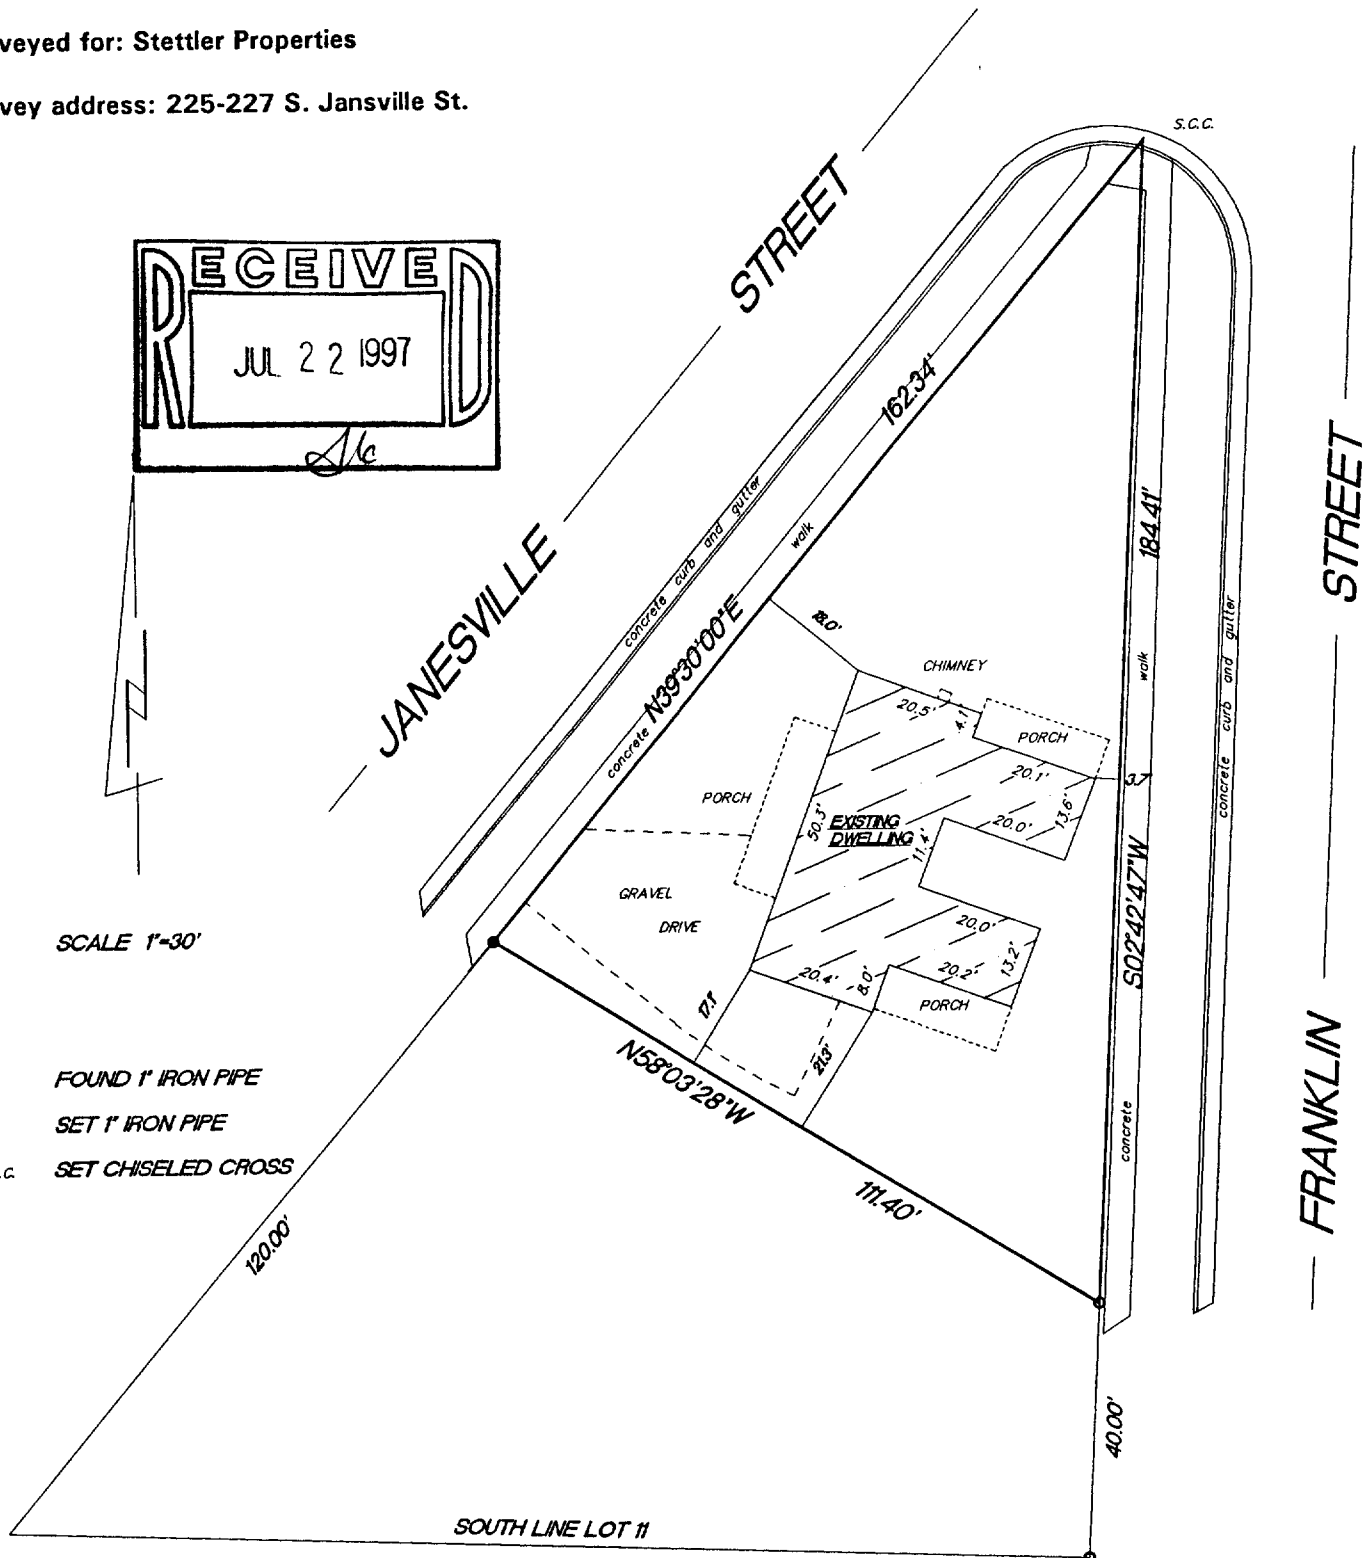 veyed for: Stettler Properties
vey address: 225-227 S. Jansville St.
S.C.C.
RECEIVED
JUL 22 1997
JANESVILLE STREET
FRANKLIN STREET
162.34'
N39°30'00"E
concrete curb and gutter
concrete walk
184.41'
S02°42'47"W
concrete walk
concrete curb and gutter
18.0'
CHIMNEY
20.5'
4.1'
PORCH
20.1'
3.7'
13.6'
20.0'
PORCH
50.3'
EXISTING
DWELLING
11.4'
GRAVEL
DRIVE
20.0'
13.2'
20.4'
8.0'
20.2'
PORCH
17.1'
21.3'
N58°03'28"W
111.40'
SCALE 1"=30'
FOUND 1" IRON PIPE
SET 1" IRON PIPE
.C. SET CHISELED CROSS
120.00'
40.00'
SOUTH LINE LOT 11